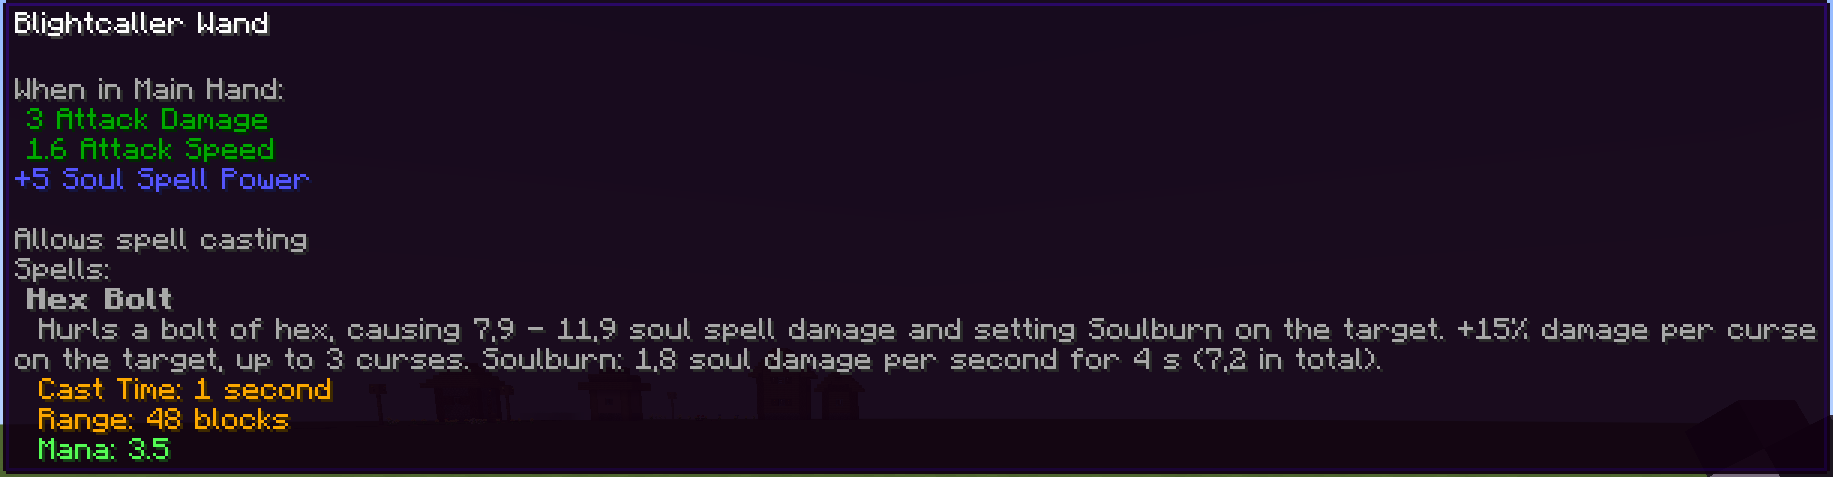 Blightcaller Wand
When in Main Hand:
3 Attack Damage
1.6 Attack Speed
+5 Soul Spell Power
Allows spell casting
Spells:
Hex Bolt
Hurls a bolt of hex, causing 7,9 - 11,9 soul spell damage and setting Soulburn on the target. +15% damage per curse
on the target, up to 3 curses. Soulburn: 1,8 soul damage per second for 4 s (7,2 in total).
Cast Time: 1 second
Range: 48 blocks
Mana: 3.5